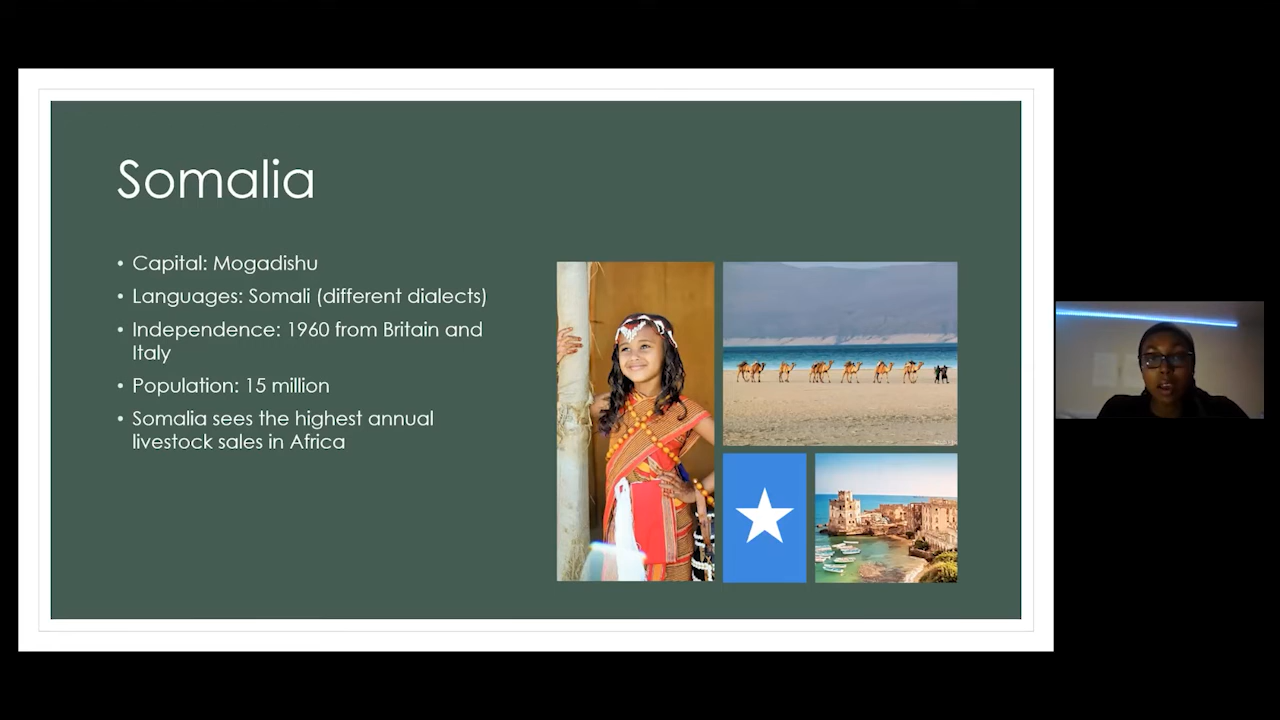 Somalia
• Capital: Mogadishu
• Languages: Somali (different dialects)
• Independence: 1960 from Britain and
Italy
• Population: 15 million
• Somalia sees the highest annual
livestock sales in Africa